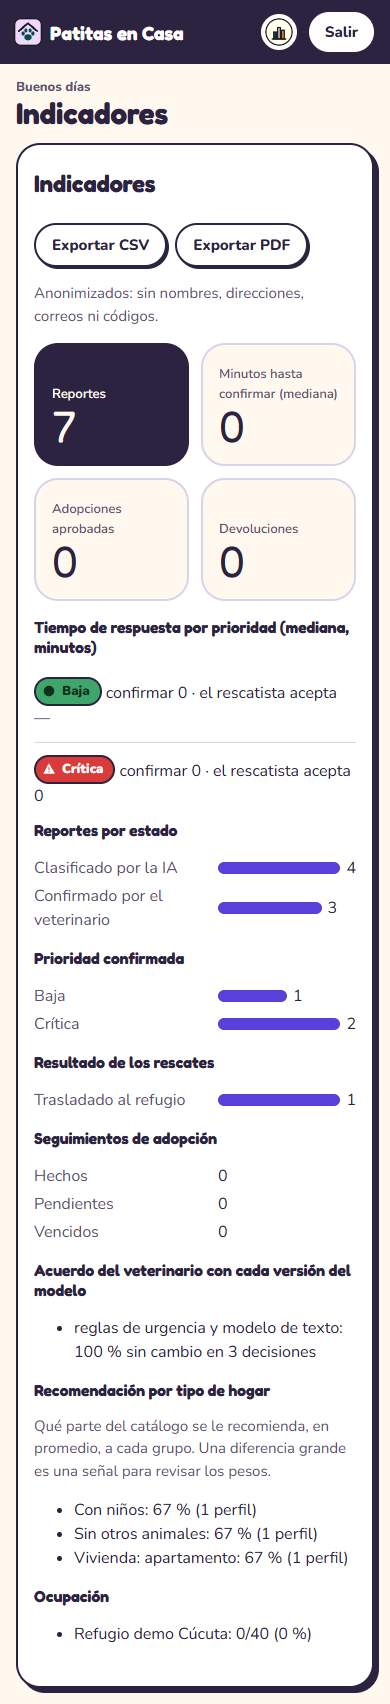 Patitas en Casa
Salir
Buenos días
Indicadores
Indicadores
Exportar CSV
Exportar PDF
Anonimizados: sin nombres, direcciones,
correos ni códigos.
Reportes
7
Minutos hasta
confirmar (mediana)
0
Adopciones
aprobadas
0
Devoluciones
0
Tiempo de respuesta por prioridad (mediana,
minutos)
Baja confirmar 0 · el rescatista acepta
—
Crítica confirmar 0 · el rescatista acepta
0
Reportes por estado
Clasificado por la IA 4
Confirmado por el
veterinario 3
Prioridad confirmada
Baja 1
Crítica 2
Resultado de los rescates
Trasladado al refugio 1
Seguimientos de adopción
Hechos 0
Pendientes 0
Vencidos 0
Acuerdo del veterinario con cada versión del
modelo
• reglas de urgencia y modelo de texto:
100 % sin cambio en 3 decisiones
Recomendación por tipo de hogar
Qué parte del catálogo se le recomienda, en
promedio, a cada grupo. Una diferencia grande
es una señal para revisar los pesos.
• Con niños: 67 % (1 perfil)
• Sin otros animales: 67 % (1 perfil)
• Vivienda: apartamento: 67 % (1 perfil)
Ocupación
• Refugio demo Cúcuta: 0/40 (0 %)